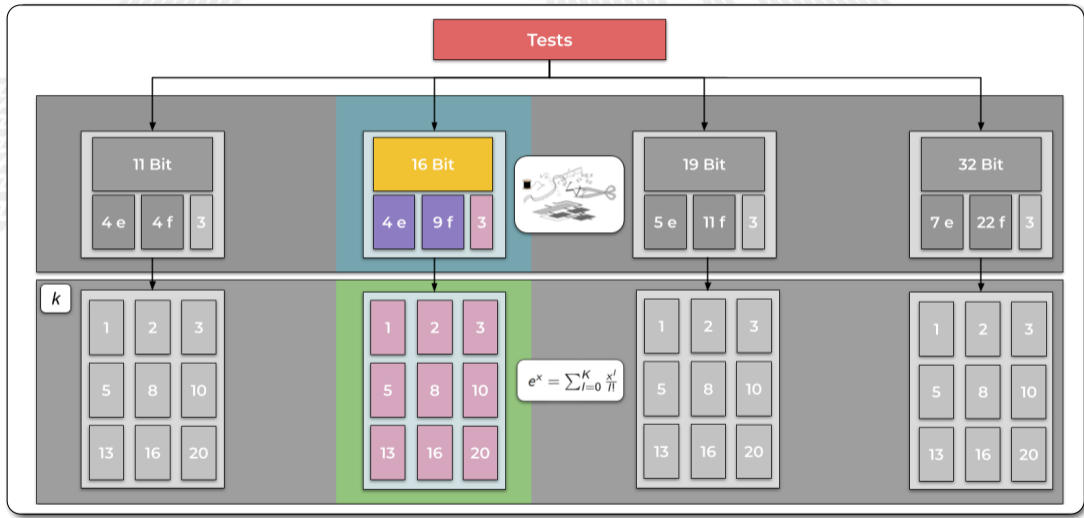 Tests
11 Bit
16 Bit
19 Bit
32 Bit
4 e 4 f 3
4 e 9 f 3
5 e 11 f 3
7 e 22 f 3
k
1 2 3
5 8 10
13 16 20
1 2 3
5 8 10
13 16 20
e^x = ∑_{l=0}^{K} x^l / l!
1 2 3
5 8 10
13 16 20
1 2 3
5 8 10
13 16 20